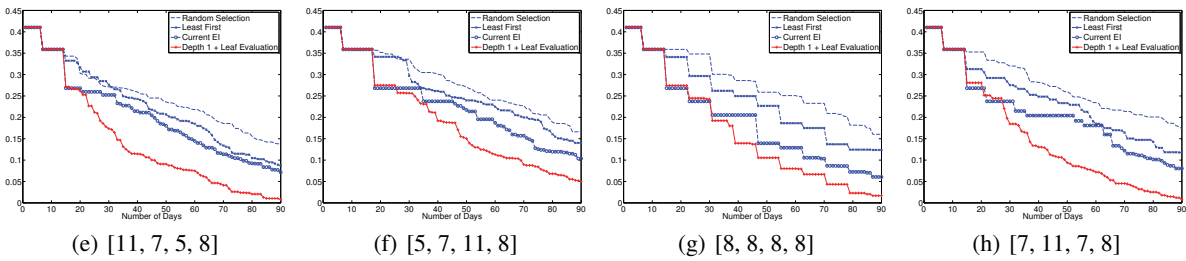 0.45
0.4
0.35
0.3
0.25
0.2
0.15
0.1
0.05
0
0 10 20 30 40 50 60 70 80 90
Number of Days
Random Selection
Least First
Current EI
Depth 1 + Leaf Evaluation
(e) [11, 7, 5, 8]
0.45
0.4
0.35
0.3
0.25
0.2
0.15
0.1
0.05
0
0 10 20 30 40 50 60 70 80 90
Number of Days
Random Selection
Least First
Current EI
Depth 1 + Leaf Evaluation
(f) [5, 7, 11, 8]
0.45
0.4
0.35
0.3
0.25
0.2
0.15
0.1
0.05
0
0 10 20 30 40 50 60 70 80 90
Number of Days
Random Selection
Least First
Current EI
Depth 1 + Leaf Evaluation
(g) [8, 8, 8, 8]
0.45
0.4
0.35
0.3
0.25
0.2
0.15
0.1
0.05
0
0 10 20 30 40 50 60 70 80 90
Number of Days
Random Selection
Least First
Current EI
Depth 1 + Leaf Evaluation
(h) [7, 11, 7, 8]